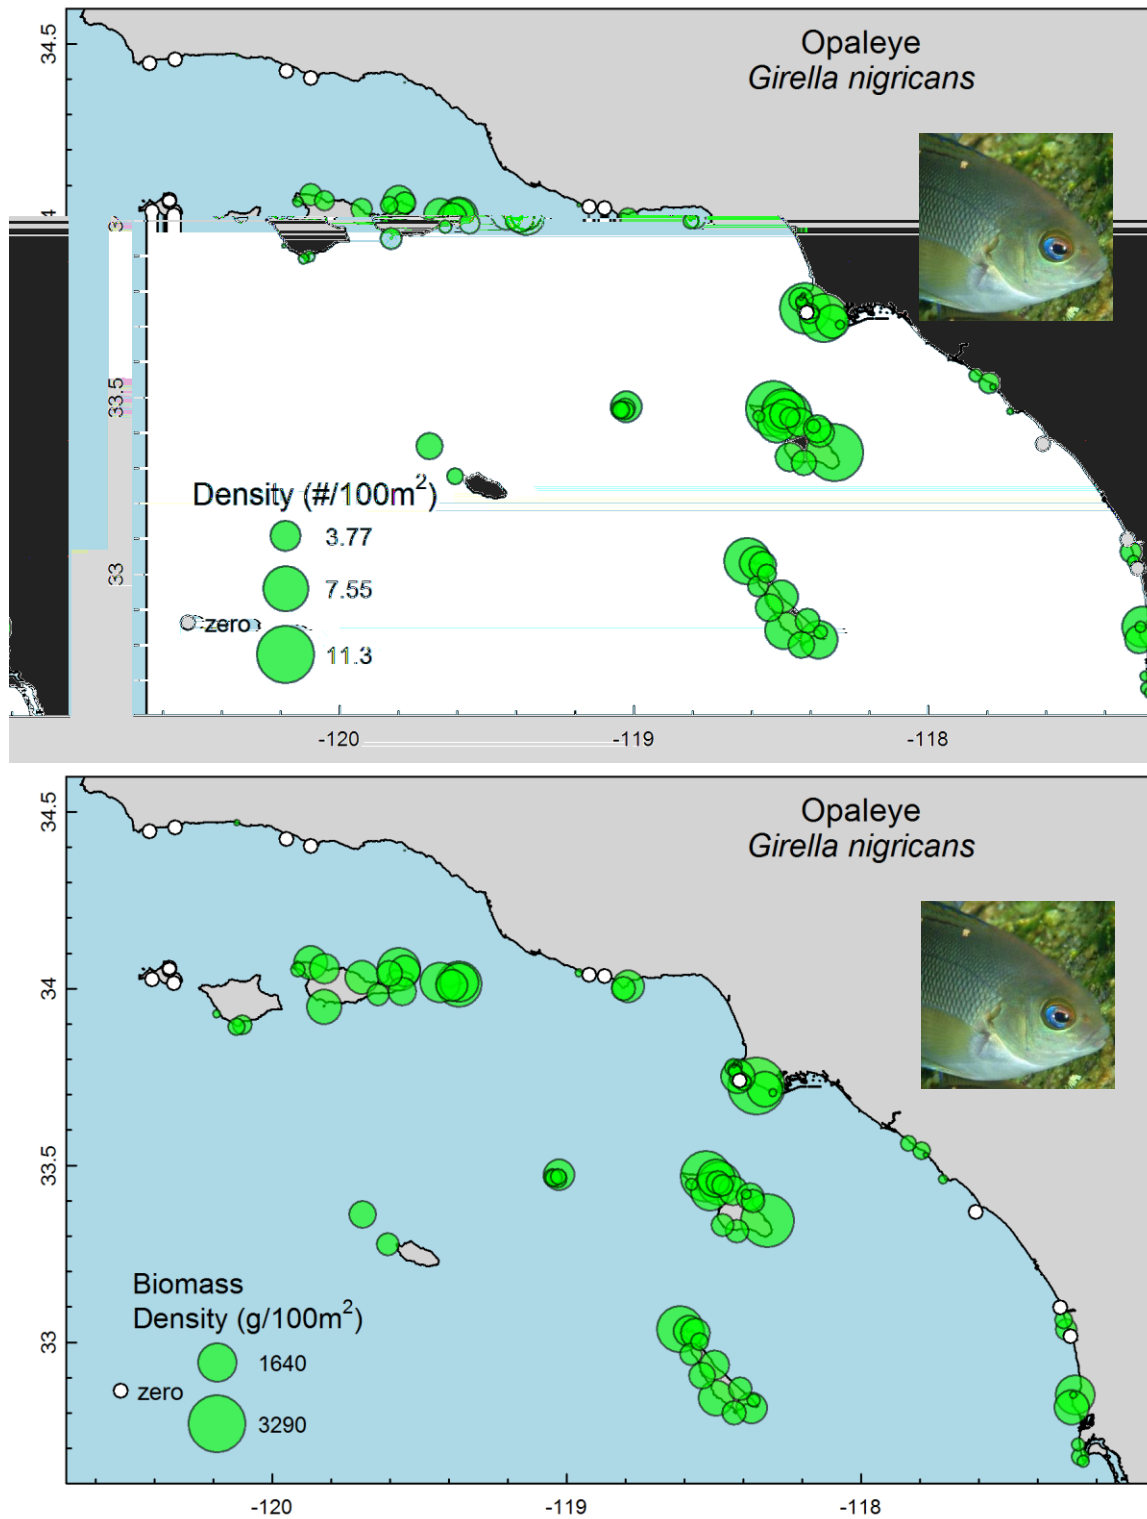 Opaleye
Girella nigricans
34.5
33.5
33
Density (#/100m²)
3.77
7.55
zero
11.3
-120
-119
-118
Opaleye
Girella nigricans
34.5
34
33.5
33
Biomass
Density (g/100m²)
1640
zero
3290
-120
-119
-118